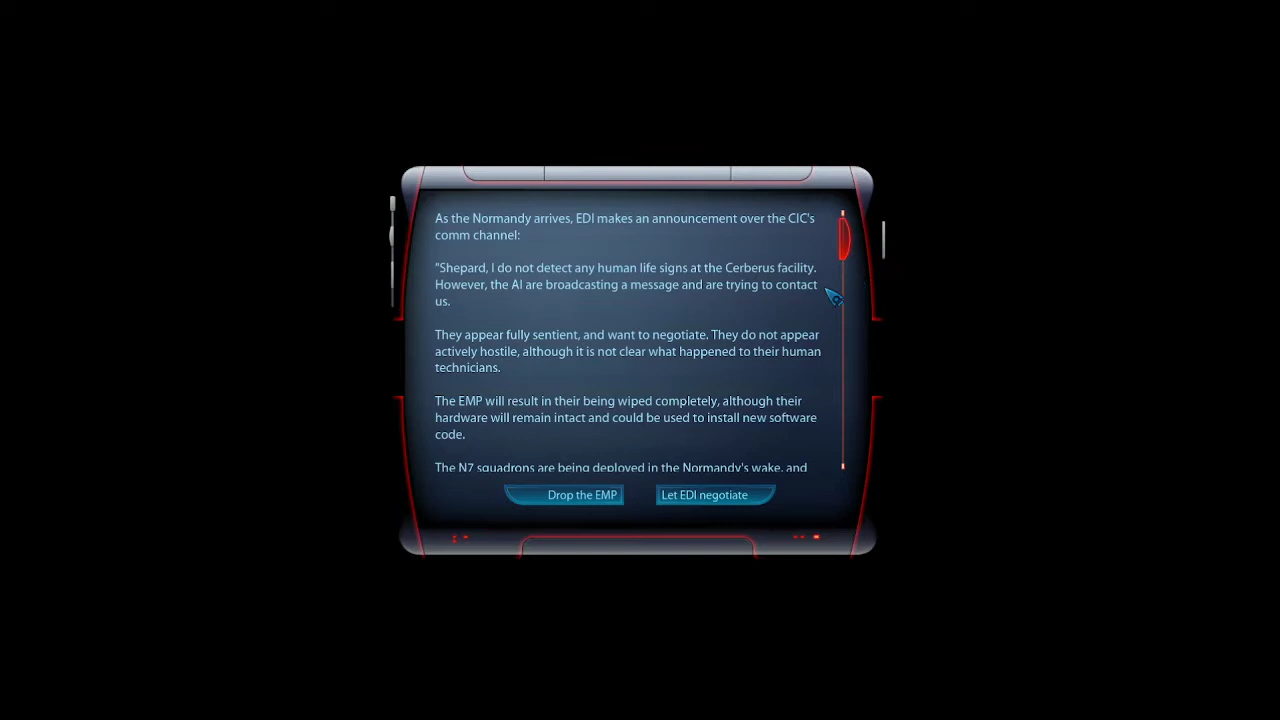 As the Normandy arrives, EDI makes an announcement over the CIC's
comm channel:
"Shepard, I do not detect any human life signs at the Cerberus facility.
However, the AI are broadcasting a message and are trying to contact
us.
They appear fully sentient, and want to negotiate. They do not appear
actively hostile, although it is not clear what happened to their human
technicians.
The EMP will result in their being wiped completely, although their
hardware will remain intact and could be used to install new software
code.
The N7 squadrons are being deployed in the Normandy's wake, and
Drop the EMP
Let EDI negotiate